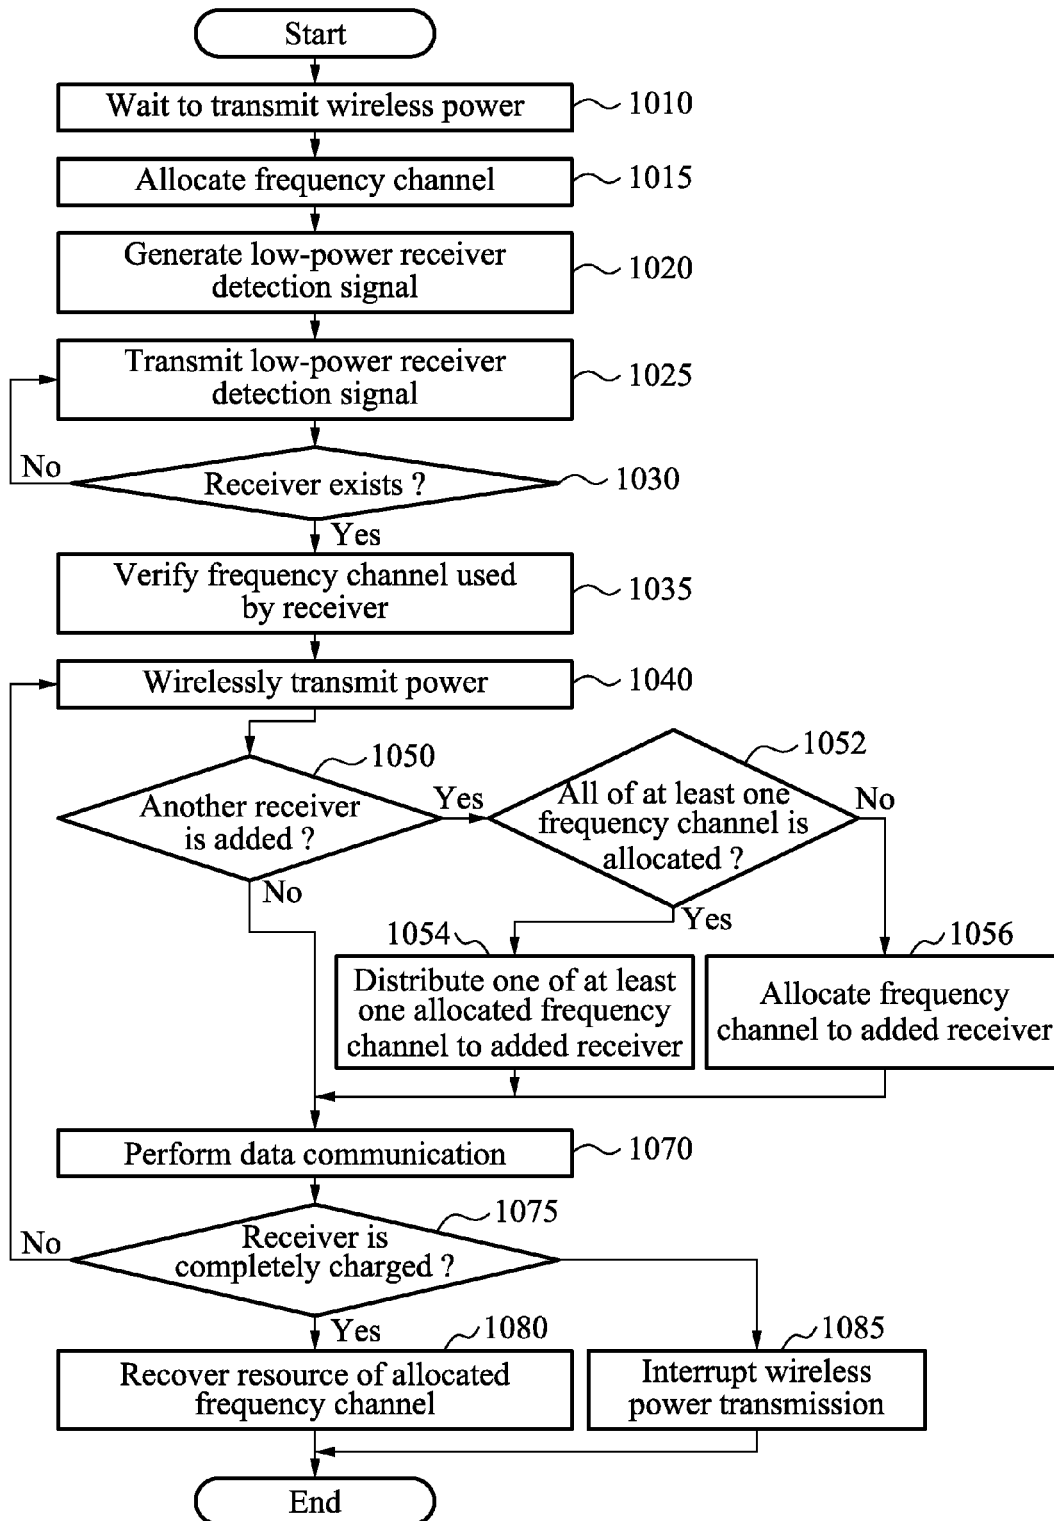 Start
Wait to transmit wireless power
1010
Allocate frequency channel
1015
Generate low-power receiver
detection signal
1020
Transmit low-power receiver
detection signal
1025
No
Receiver exists ?
1030
Yes
Verify frequency channel used
by receiver
1035
Wirelessly transmit power
1040
1050
Another receiver
is added ?
Yes
No
1052
All of at least one
frequency channel is
allocated ?
No
Yes
1054
Distribute one of at least
one allocated frequency
channel to added receiver
1056
Allocate frequency
channel to added receiver
Perform data communication
1070
1075
No
Receiver is
completely charged ?
Yes
1080
Recover resource of allocated
frequency channel
1085
Interrupt wireless
power transmission
End